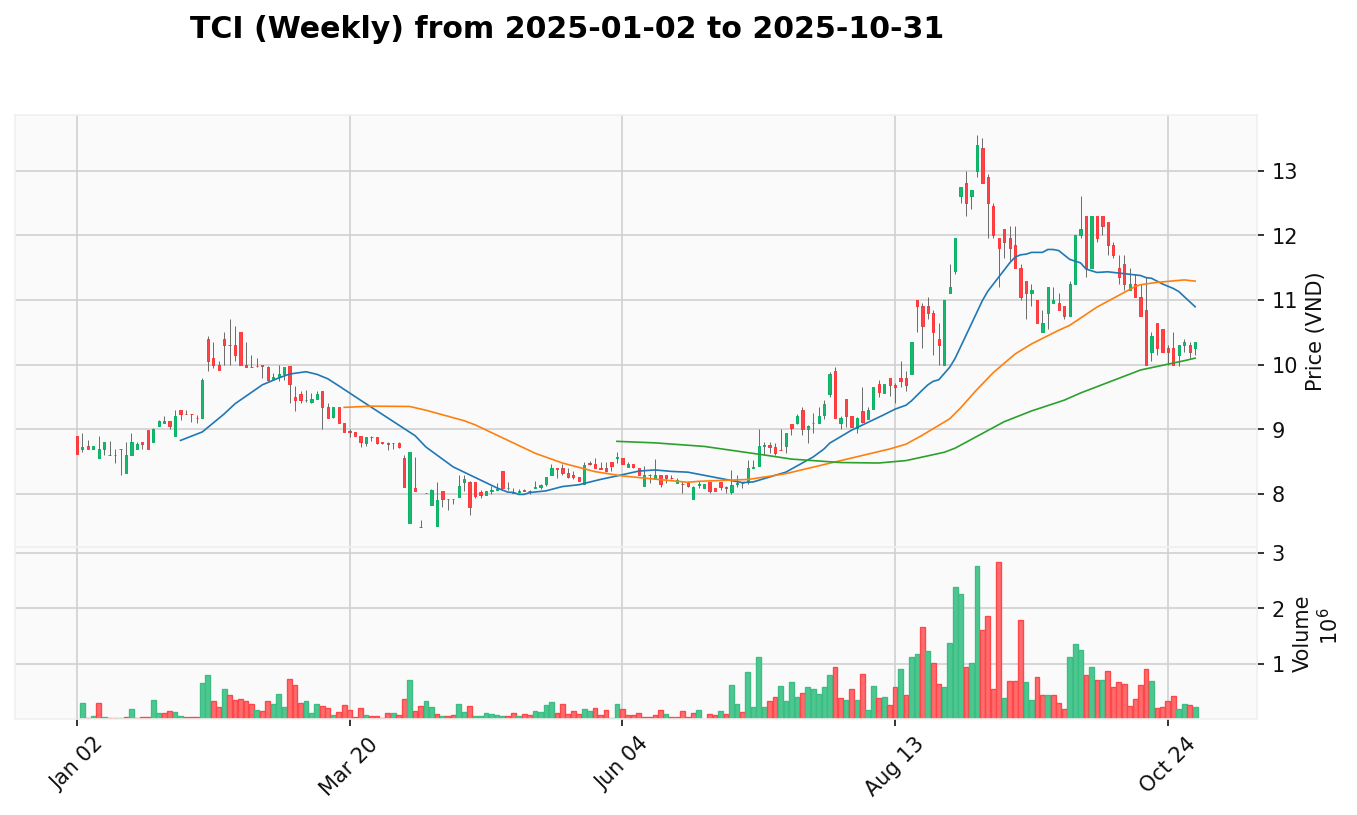 TCI (Weekly) from 2025-01-02 to 2025-10-31
13
12
11
10
9
8
Price (VND)
3
2
1
Volume
10⁶
Jan 02
Mar 20
Jun 04
Aug 13
Oct 24